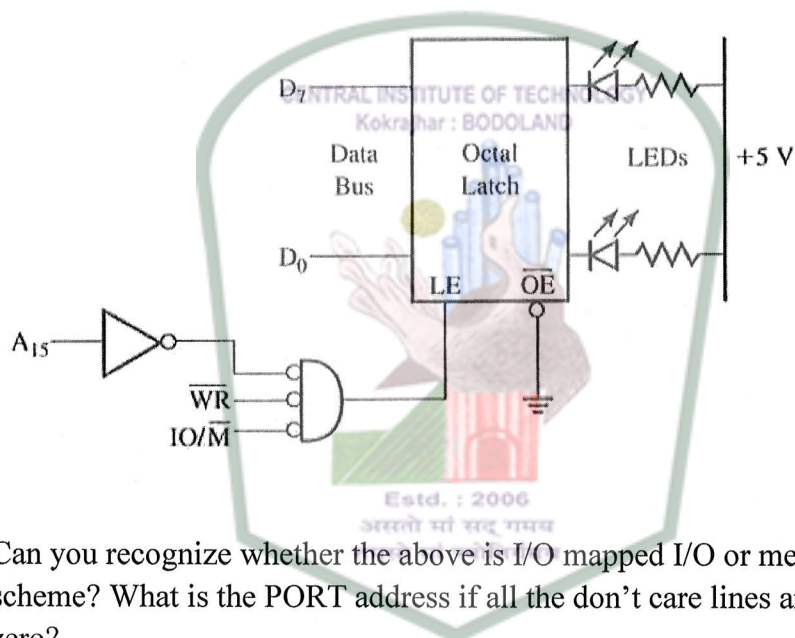 CENTRAL INSTITUTE OF TECHNOLOGY
Kokrajhar : BODOLAND
D7
Data
Bus
Octal
Latch
LEDs
+5 V
D0
LE
OE
A15
WR
IO/M
Estd. : 2006
असतो मां सद् गमय
Can you recognize whether the above is I/O mapped I/O or me
scheme? What is the PORT address if all the don't care lines a
zero?